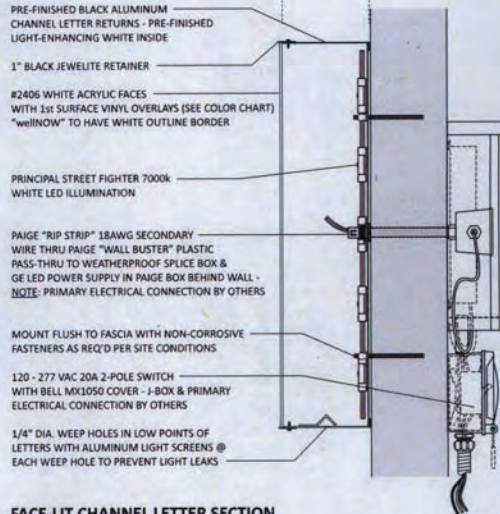 PRE-FINISHED BLACK ALUMINUM
CHANNEL LETTER RETURNS - PRE-FINISHED
LIGHT-ENHANCING WHITE INSIDE
1" BLACK JEWELITE RETAINER
#2406 WHITE ACRYLIC FACES
WITH 1st SURFACE VINYL OVERLAYS (SEE COLOR CHART)
"wellNOW" TO HAVE WHITE OUTLINE BORDER
PRINCIPAL STREET FIGHTER 7000k
WHITE LED ILLUMINATION
PAIGE "RIP STRIP" 18AWG SECONDARY
WIRE THRU PAIGE "WALL BUSTER" PLASTIC
PASS-THRU TO WEATHERPROOF SPLICE BOX &
GE LED POWER SUPPLY IN PAIGE BOX BEHIND WALL -
NOTE: PRIMARY ELECTRICAL CONNECTION BY OTHERS
MOUNT FLUSH TO FASCIA WITH NON-CORROSIVE
FASTENERS AS REQ'D PER SITE CONDITIONS
120 - 277 VAC 20A 2-POLE SWITCH
WITH BELL MX1050 COVER - J-BOX & PRIMARY
ELECTRICAL CONNECTION BY OTHERS
1/4" DIA. WEEP HOLES IN LOW POINTS OF
LETTERS WITH ALUMINUM LIGHT SCREENS @
EACH WEEP HOLE TO PREVENT LIGHT LEAKS
FACE-LIT CHANNEL LETTER SECTION